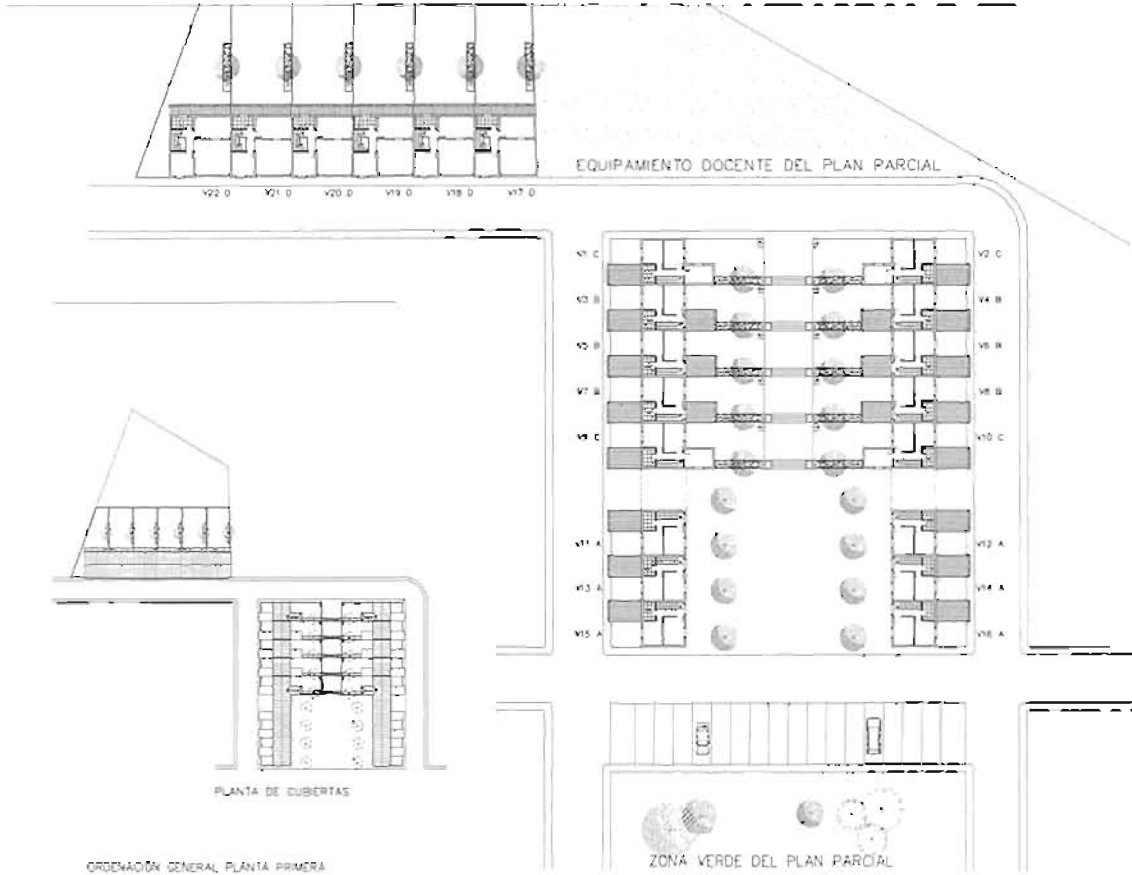 EQUIPAMIENTO DOCENTE DEL PLAN PARCIAL
V22 D V21 D V20 D V19 D V18 D V17 D
V1 C V2 C
V3 B V4 B
V5 B V6 B
V7 B V8 B
V9 C V10 C
V11 A V12 A
V13 A V14 A
V15 A V16 A
PLANTA DE CUBIERTAS
ORDENACIÓN GENERAL PLANTA PRIMERA
ZONA VERDE DEL PLAN PARCIAL